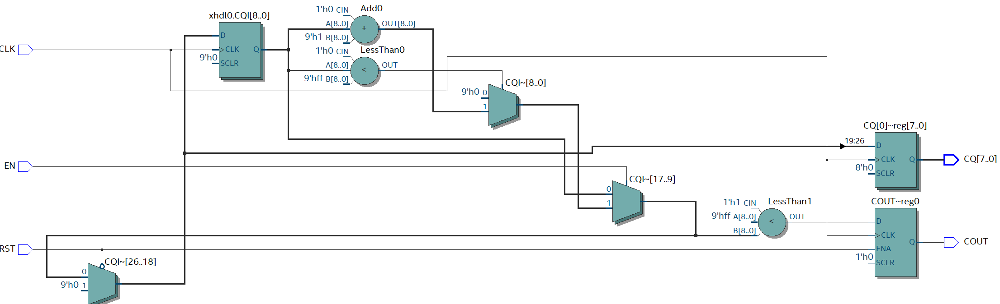 1'h0 CIN
Add0
xhdl0.CQI[8..0]
A[8..0]
+
OUT[8..0]
9'h1 B[8..0]
D
CLK
CLK
Q
9'h0
SCLR
1'h0 CIN
LessThan0
A[8..0]
<
OUT
9'hff B[8..0]
CQI~[8..0]
9'h0 0
1
CQ[0]~reg[7..0]
19:26
D
CLK
Q
CQ[7..0]
8'h0
SCLR
EN
CQI~[17..9]
0
1
1'h1 CIN
LessThan1
9'hff A[8..0]
<
OUT
B[8..0]
COUT~reg0
D
CLK
Q
COUT
ENA
1'h0
SCLR
RST
CQI~[26..18]
0
9'h0 1